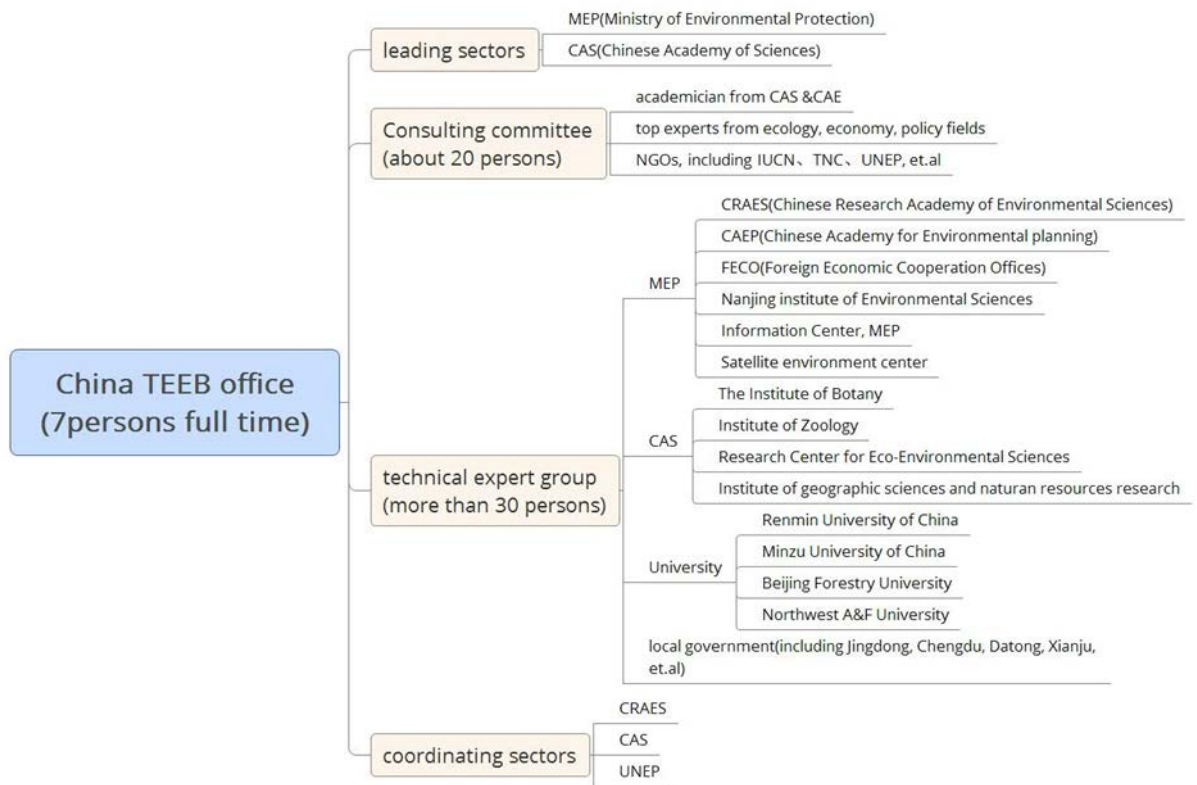 China TEEB office
(7persons full time)
leading sectors
MEP(Ministry of Environmental Protection)
CAS(Chinese Academy of Sciences)
Consulting committee
(about 20 persons)
academician from CAS &CAE
top experts from ecology, economy, policy fields
NGOs, including IUCN、TNC、UNEP, et.al
technical expert group
(more than 30 persons)
MEP
CRAES(Chinese Research Academy of Environmental Sciences)
CAEP(Chinese Academy for Environmental planning)
FECO(Foreign Economic Cooperation Offices)
Nanjing institute of Environmental Sciences
Information Center, MEP
Satellite environment center
CAS
The Institute of Botany
Institute of Zoology
Research Center for Eco-Environmental Sciences
Institute of geographic sciences and naturan resources research
University
Renmin University of China
Minzu University of China
Beijing Forestry University
Northwest A&F University
local government(including Jingdong, Chengdu, Datong, Xianju,
et.al)
coordinating sectors
CRAES
CAS
UNEP